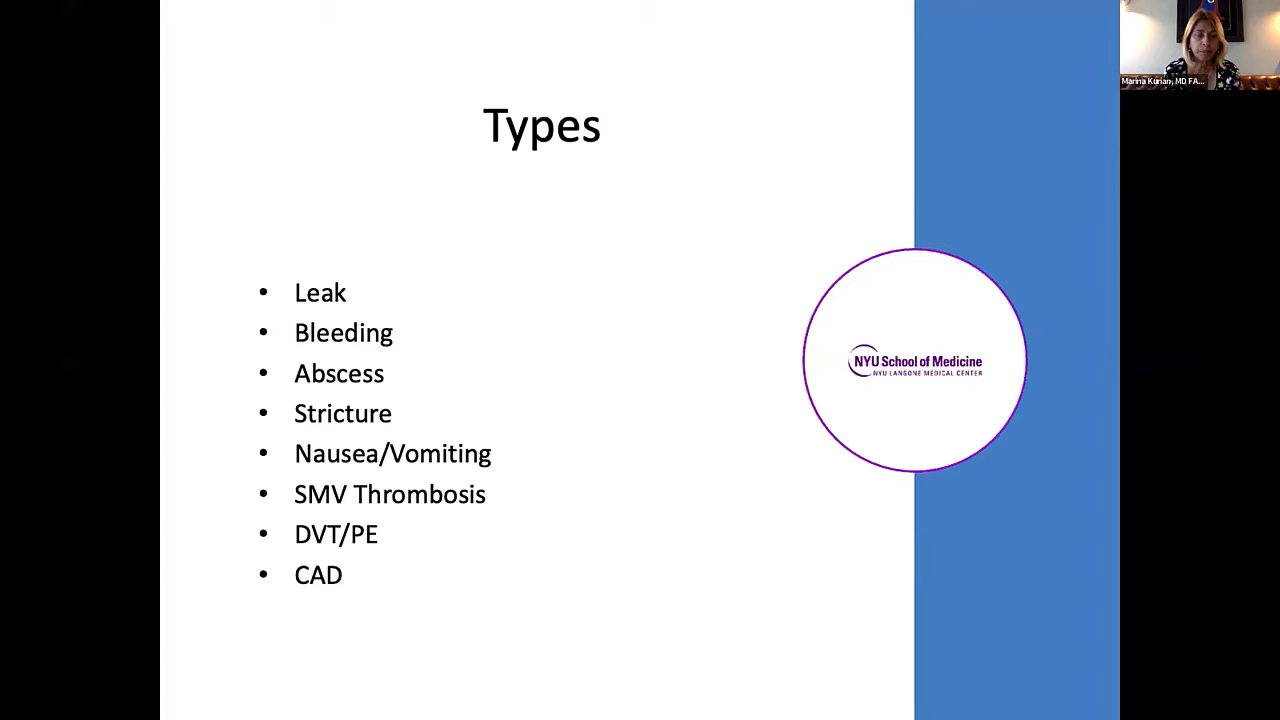 Types
• Leak
• Bleeding
• Abscess
• Stricture
• Nausea/Vomiting
• SMV Thrombosis
• DVT/PE
• CAD
NYU School of Medicine
NYU LANGONE MEDICAL CENTER
Marina Kurian, MD FA...